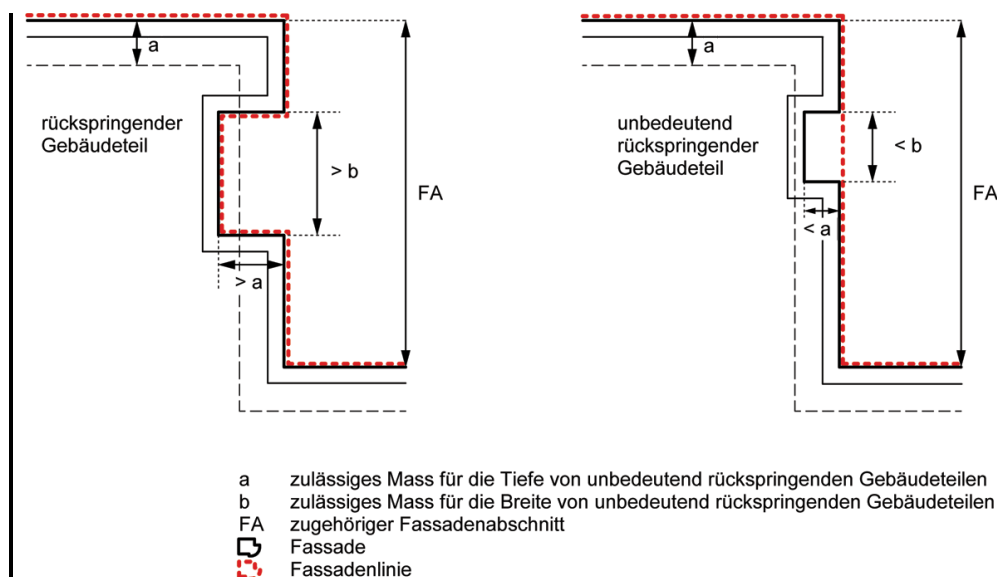 a
rückspringender
Gebäudeteil
> b
FA
> a
a
unbedeutend
rückspringender
Gebäudeteil
< b
FA
< a
a zulässiges Mass für die Tiefe von unbedeutend rückspringenden Gebäudeteilen
b zulässiges Mass für die Breite von unbedeutend rückspringenden Gebäudeteilen
FA zugehöriger Fassadenabschnitt
Fassade
Fassadenlinie